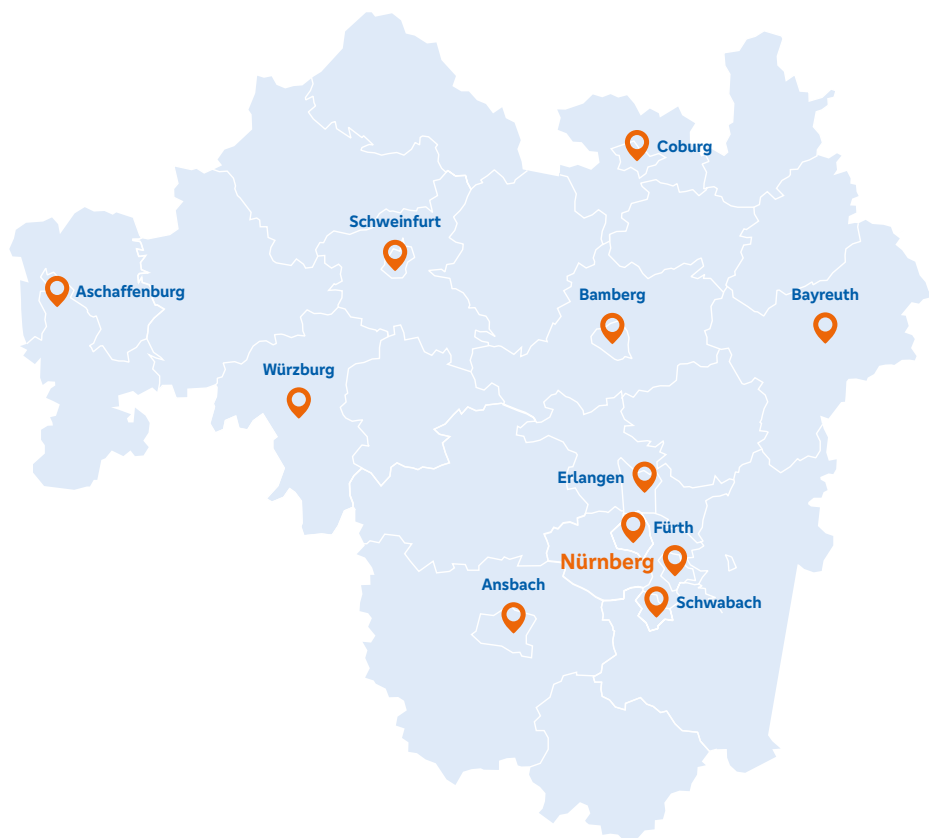 Coburg
Schweinfurt
Aschaffenburg
Bamberg
Bayreuth
Würzburg
Erlangen
Fürth
Nürnberg
Ansbach
Schwabach